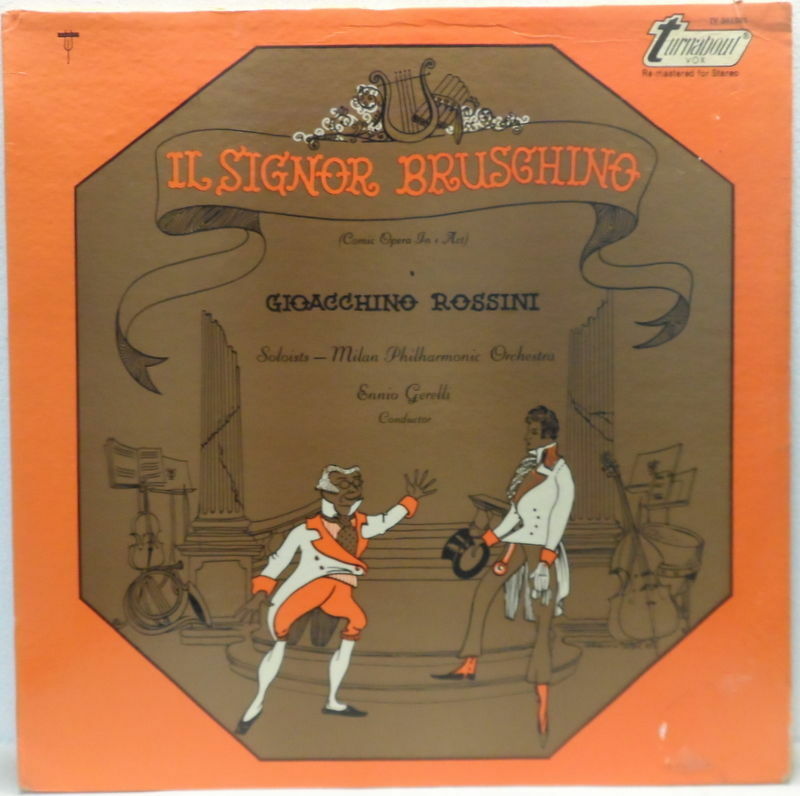 turnabout
VOX
Re-mastered for Stereo
IL SIGNOR BRUSCHINO
(Comic Opera In 1 Act)
GIOACCHINO ROSSINI
Soloists — Milan Philharmonic Orchestra
Ennio Gerelli
Conductor